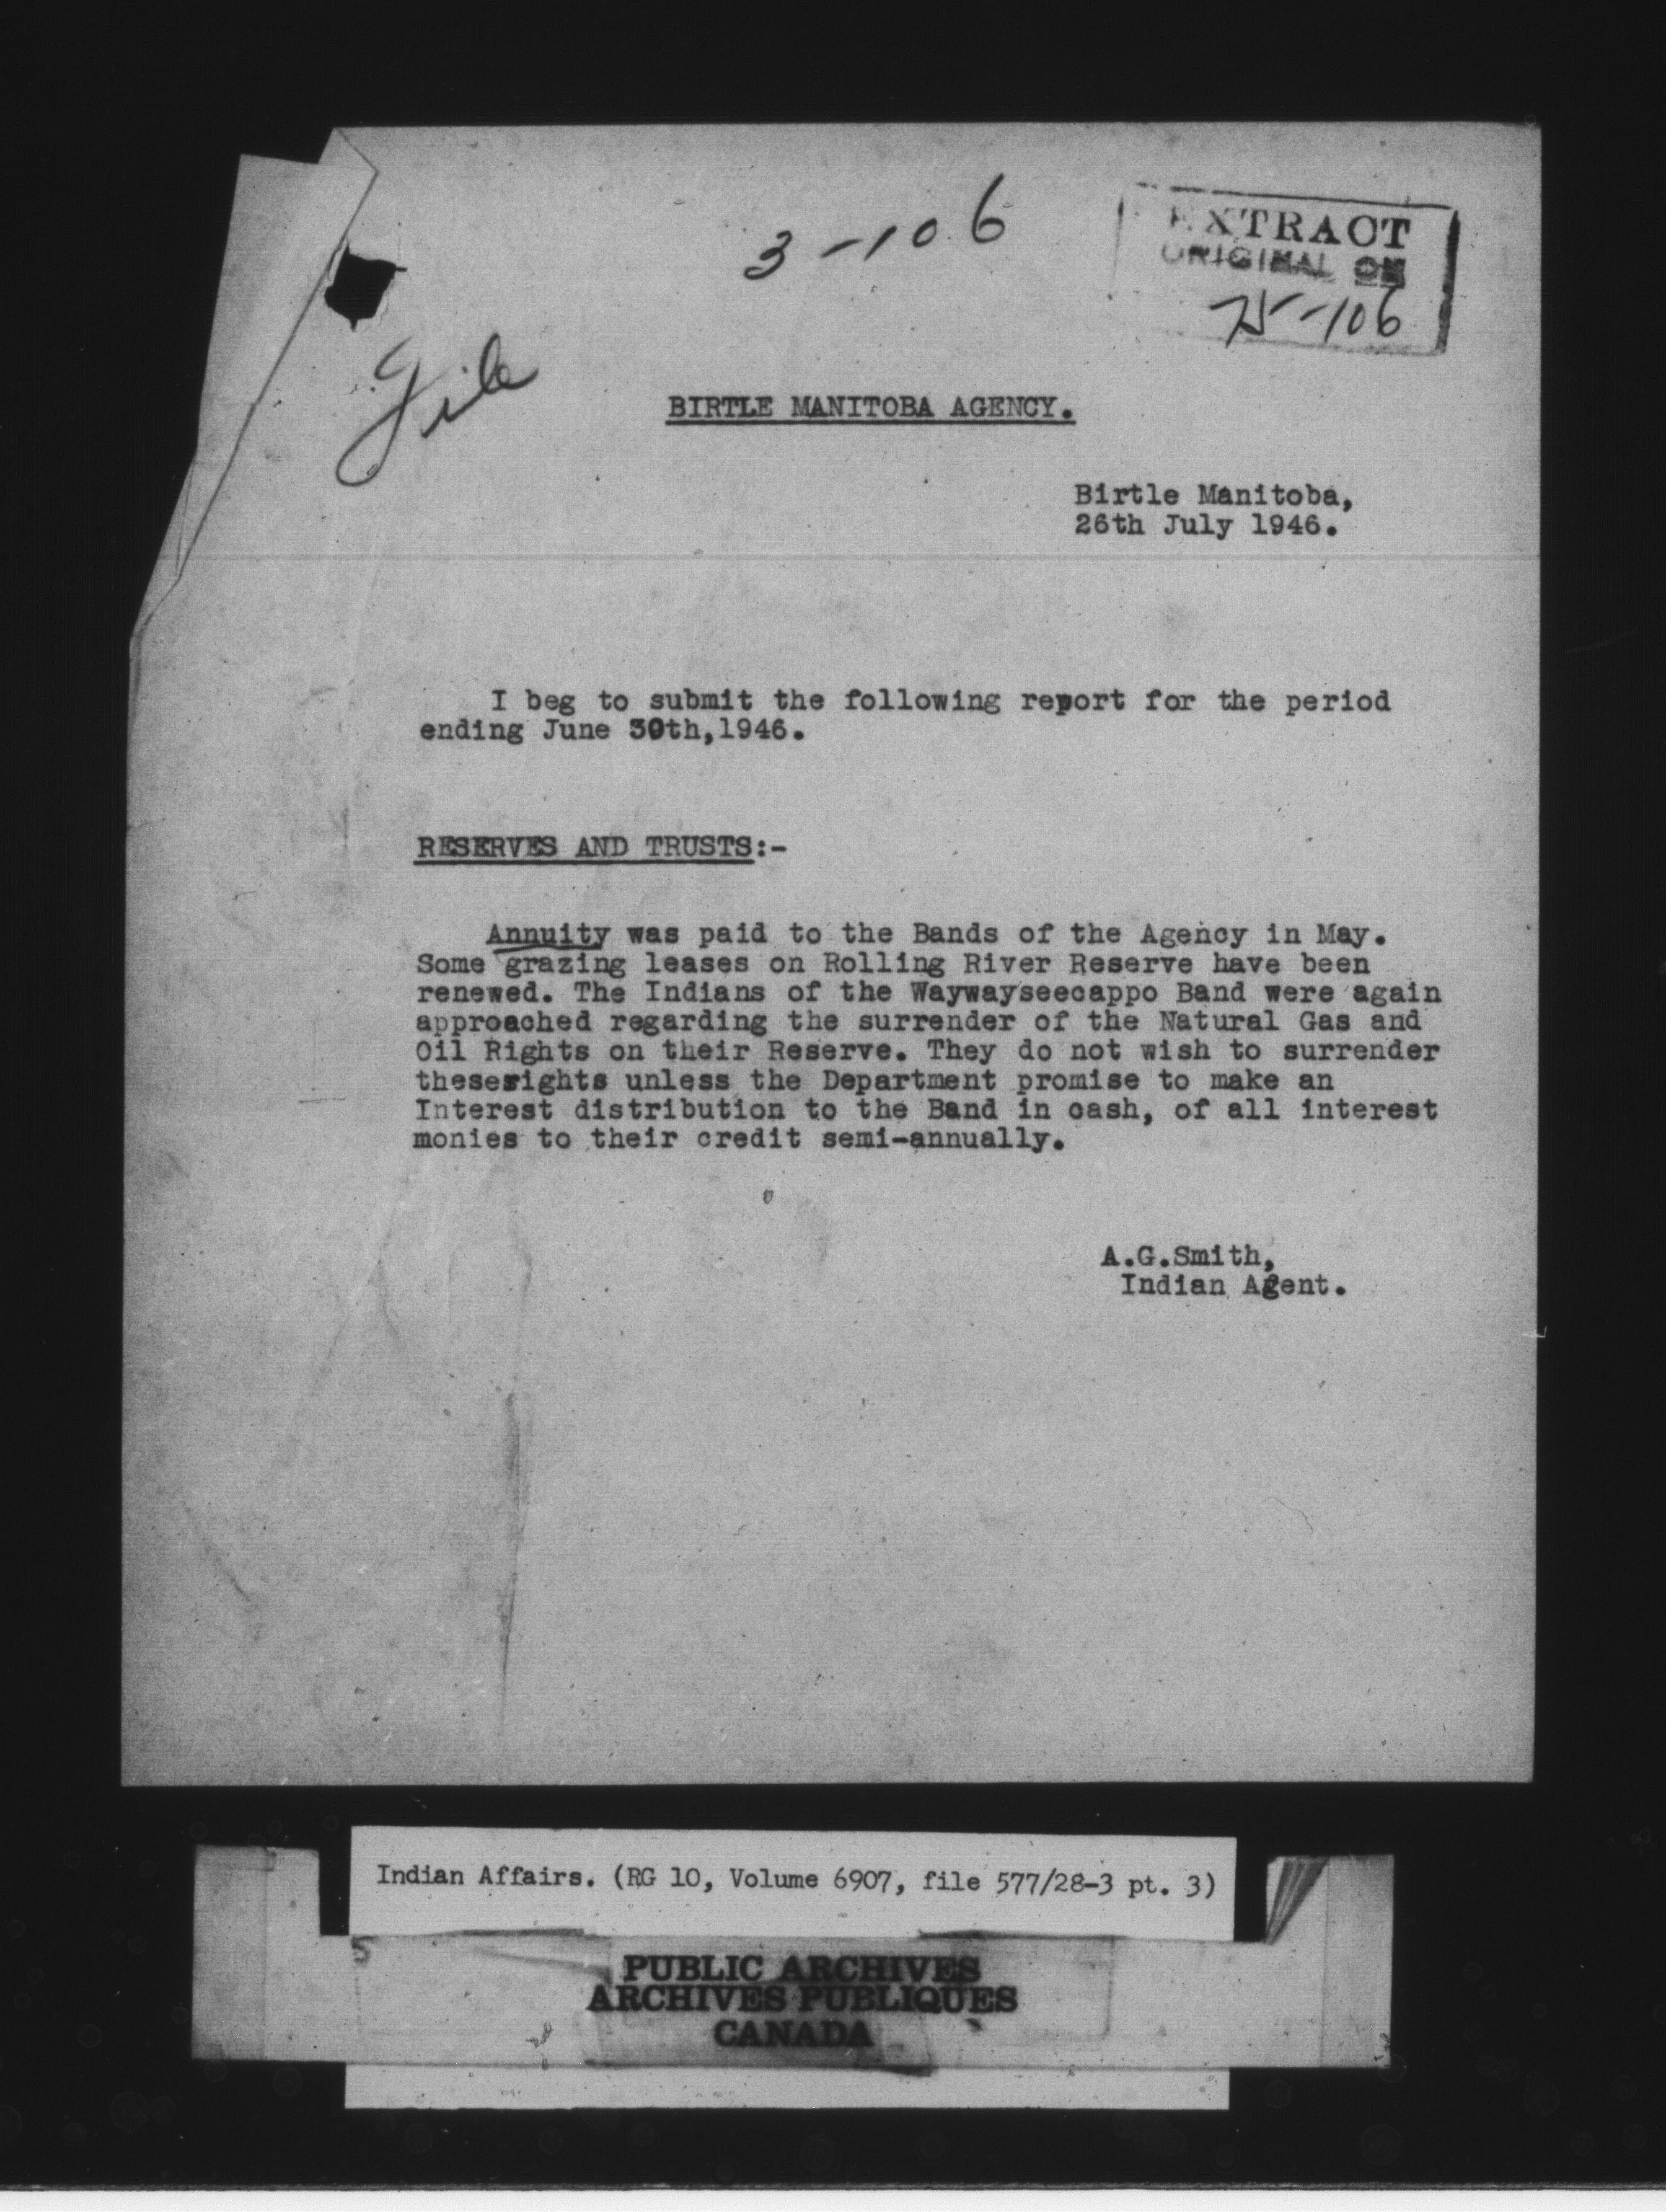 3-106
EXTRACT
ORIGINAL ON
75-106
File
BIRTLE MANITOBA AGENCY.
Birtle Manitoba,
26th July 1946.
I beg to submit the following report for the period
ending June 30th,1946.
RESERVES AND TRUSTS:-
Annuity was paid to the Bands of the Agency in May.
Some grazing leases on Rolling River Reserve have been
renewed. The Indians of the Waywayseecappo Band were again
approached regarding the surrender of the Natural Gas and
Oil Rights on their Reserve. They do not wish to surrender
theserights unless the Department promise to make an
Interest distribution to the Band in cash, of all interest
monies to their credit semi-annually.
A.G.Smith,
Indian Agent.
Indian Affairs. (RG 10, Volume 6907, file 577/28-3 pt. 3)
PUBLIC ARCHIVES
ARCHIVES PUBLIQUES
CANADA